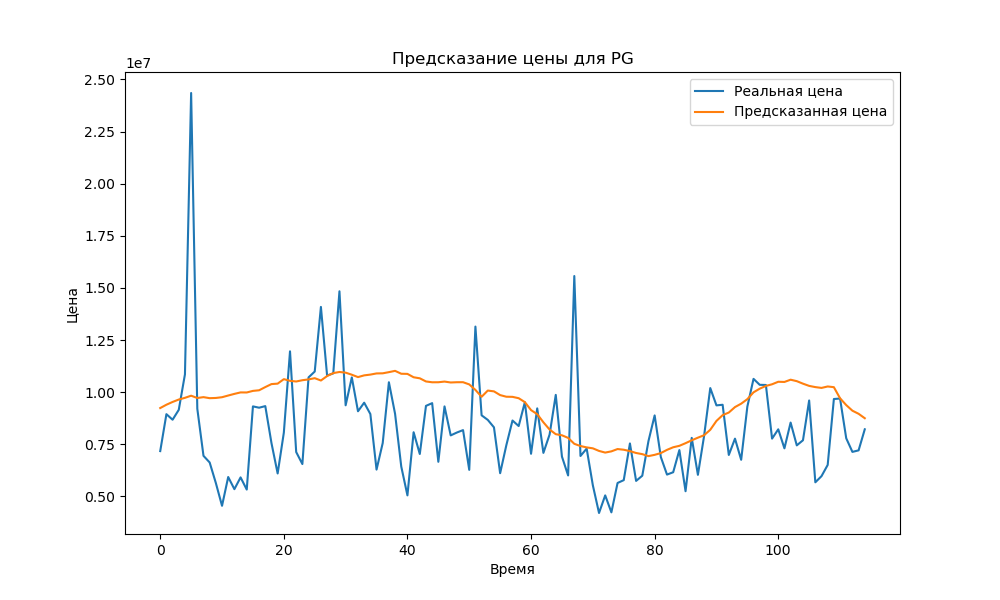 Предсказание цены для PG
1e7
2.50
2.25
2.00
1.75
1.50
1.25
1.00
0.75
0.50
Цена
Реальная цена
Предсказанная цена
0 20 40 60 80 100
Время